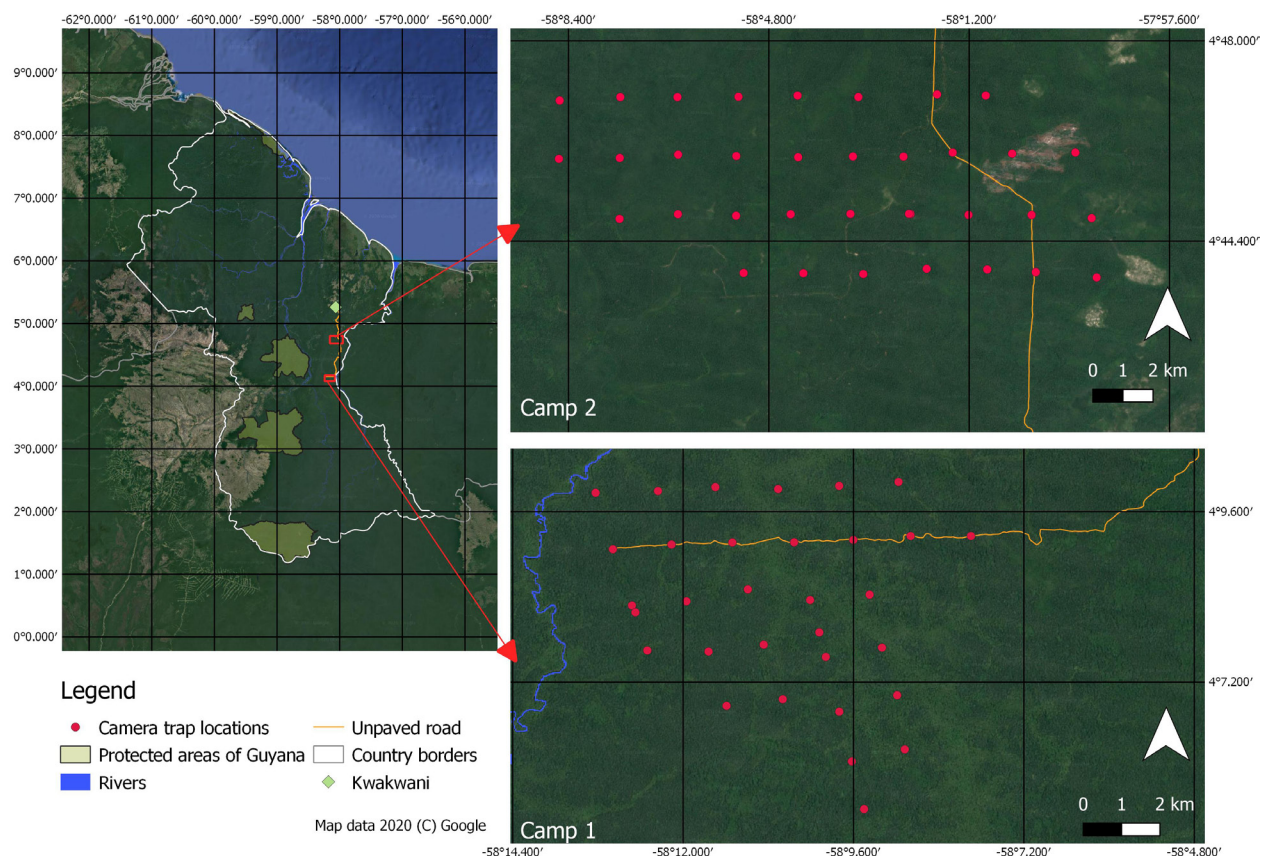 -62°0.000′ -61°0.000′ -60°0.000′ -59°0.000′ -58°0.000′ -57°0.000′ -56°0.000′
9°0.000′
8°0.000′
7°0.000′
6°0.000′
5°0.000′
4°0.000′
3°0.000′
2°0.000′
1°0.000′
0°0.000′
-58°8.400′ -58°4.800′ -58°1.200′ -57°57.600′
4°48.000′
4°44.400′
0 1 2 km
Camp 2
4°9.600′
4°7.200′
0 1 2 km
Camp 1
-58°14.400′ -58°12.000′ -58°9.600′ -58°7.200′ -58°4.800′
Legend
Camera trap locations
Protected areas of Guyana
Rivers
Unpaved road
Country borders
Kwakwani
Map data 2020 (C) Google